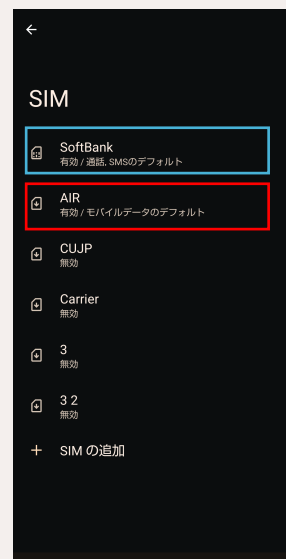 SIM
SoftBank
有効 / 通話, SMSのデフォルト
AIR
有効 / モバイルデータのデフォルト
CUJP
無効
Carrier
無効
3
無効
3 2
無効
SIM の追加